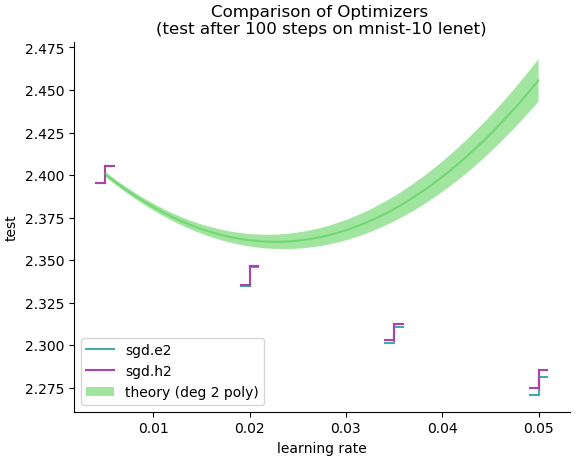 Comparison of Optimizers
(test after 100 steps on mnist-10 lenet)
2.475
2.450
2.425
2.400
2.375
2.350
2.325
2.300
2.275
test
sgd.e2
sgd.h2
theory (deg 2 poly)
0.01
0.02
0.03
0.04
0.05
learning rate